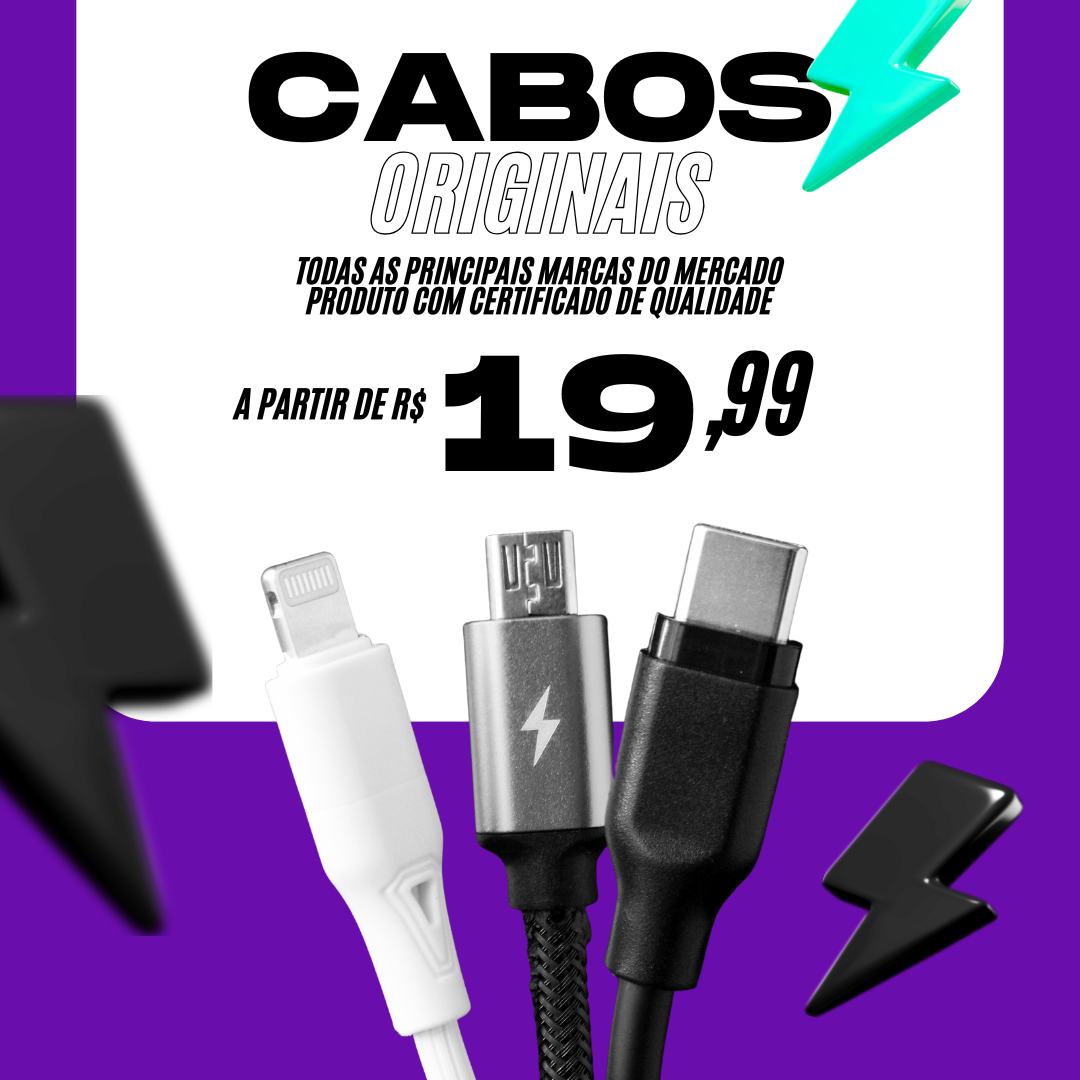 CABOS
ORIGINAIS
TODAS AS PRINCIPAIS MARCAS DO MERCADO
PRODUTO COM CERTIFICADO DE QUALIDADE
A PARTIR DE R$ 19,99